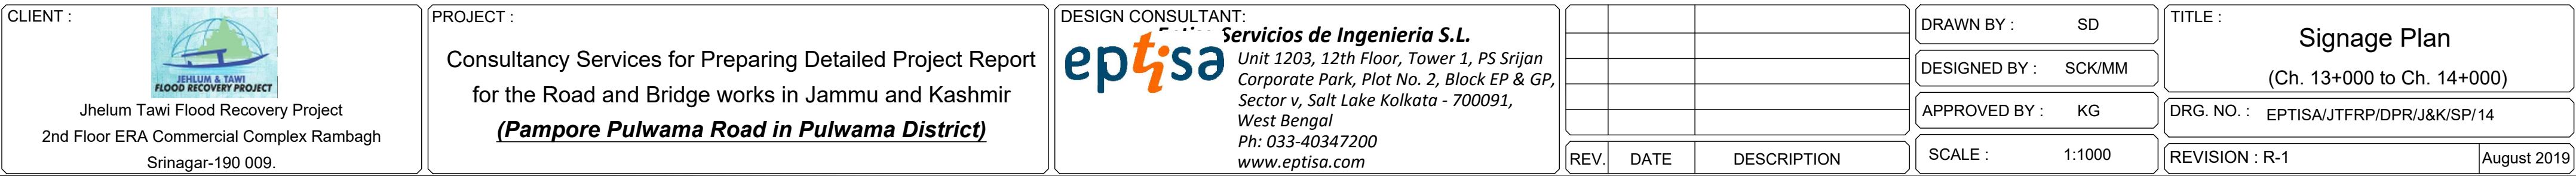 CLIENT :
JEHLUM & TAWI
FLOOD RECOVERY PROJECT
Jhelum Tawi Flood Recovery Project
2nd Floor ERA Commercial Complex Rambagh
Srinagar-190 009.
PROJECT :
Consultancy Services for Preparing Detailed Project Report
for the Road and Bridge works in Jammu and Kashmir
(Pampore Pulwama Road in Pulwama District)
DESIGN CONSULTANT:
Servicios de Ingenieria S.L.
eptisa
Unit 1203, 12th Floor, Tower 1, PS Srijan
Corporate Park, Plot No. 2, Block EP & GP,
Sector v, Salt Lake Kolkata - 700091,
West Bengal
Ph: 033-40347200
www.eptisa.com
REV. DATE DESCRIPTION
DRAWN BY : SD
DESIGNED BY : SCK/MM
APPROVED BY : KG
SCALE : 1:1000
TITLE :
Signage Plan
(Ch. 13+000 to Ch. 14+000)
DRG. NO. : EPTISA/JTFRP/DPR/J&K/SP/14
REVISION : R-1 August 2019